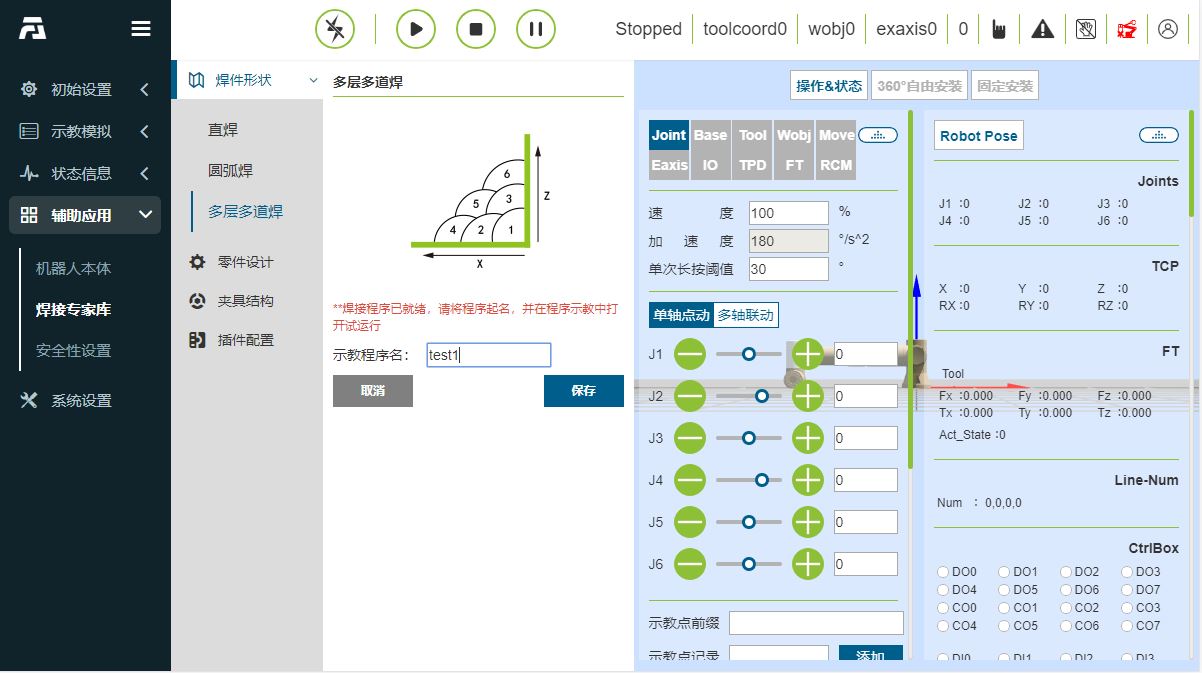 Stopped toolcoord0 wobj0 exaxis0 0
初始设置
示教模拟
状态信息
辅助应用
机器人本体
焊接专家库
安全性设置
系统设置
焊件形状
直焊
圆弧焊
多层多道焊
零件设计
夹具结构
插件配置
多层多道焊
6
5 3
4 2 1
Z
X
**焊接程序已就绪，请将程序起名，并在程序示教中打
开试运行
示教程序名： test1
取消 保存
操作&状态 360°自由安装 固定安装
Joint Base Tool Wobj Move
Eaxis IO TPD FT RCM
速 度 100 %
加 速 度 180 °/s^2
单次长按阈值 30 °
单轴点动 多轴联动
J1 0
J2 0
J3 0
J4 0
J5 0
J6 0
示教点前缀
示教点记录 添加
Robot Pose
Joints
J1 :0 J2 :0 J3 :0
J4 :0 J5 :0 J6 :0
TCP
X :0 Y :0 Z :0
RX :0 RY :0 RZ :0
FT
Tool
Fx :0.000 Fy :0.000 Fz :0.000
Tx :0.000 Ty :0.000 Tz :0.000
Act_State :0
Line-Num
Num : 0,0,0,0
CtrlBox
DO0 DO1 DO2 DO3
DO4 DO5 DO6 DO7
CO0 CO1 CO2 CO3
CO4 CO5 CO6 CO7
DI0 DI1 DI2 DI3